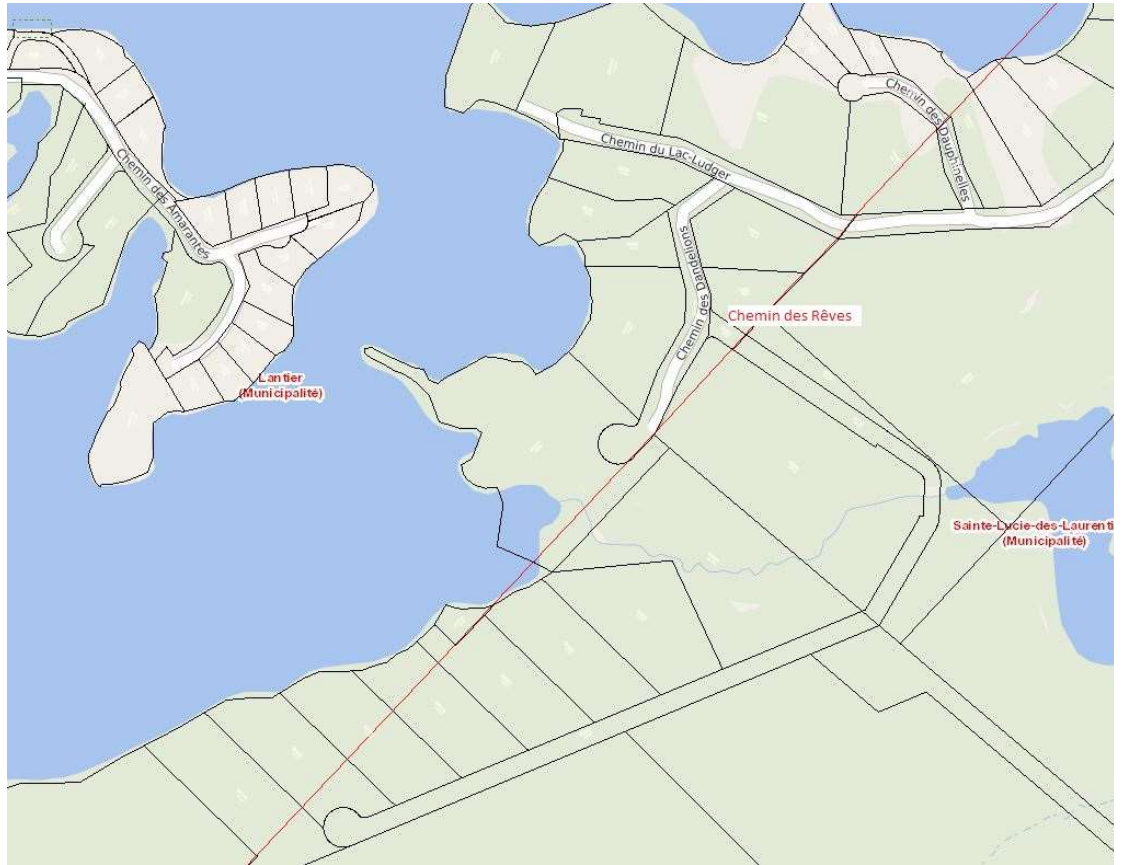 Chemin des Dauphinelles
Chemin du Lac-Ludger
Chemin des Amarantes
Chemin des Dandelions
Chemin des Rêves
Lantier
(Municipalité)
Sainte-Lucie-des-Laurenti
(Municipalité)